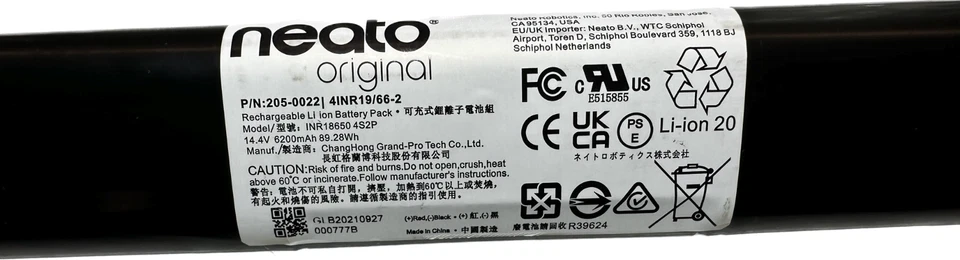 neato®
original
P/N:205-0022| 4INR19/66-2
Rechargeable Li ion Battery Pack • 可充式鋰離子電池組
Model/型號: INR18650 4S2P
14.4V 6200mAh 89.28Wh
Manuf./製造商: ChangHong Grand-Pro Tech Co.,Ltd.
長虹格蘭博科技股份有限公司
CAUTION:Risk of fire and burns.Do not open,crush,heat
above 60°C or incinerate.Follow manufacturer's instructions.
警告: 電池不可私自打開, 擠壓, 加熱到60℃以上或焚燒,
有起火和燒傷的風險。請遵循製造商的指引使用。
GLB20210927
000777B
(+)Red,(-)Black • (+) 紅 ,(-) 黑
Made in China • 中國製造
Neato Robotics, Inc. 50 Rio Robles, San Jose,
CA 95134, USA
EU/UK Importer: Neato B.V., WTC Schiphol
Airport, Toren D, Schiphol Boulevard 359, 1118 BJ
Schiphol Netherlands
FC c RU US
E515855
CE UK CA PS E Li-ion 20
ネイトロボティクス株式会社
廢電池請回收 R39624